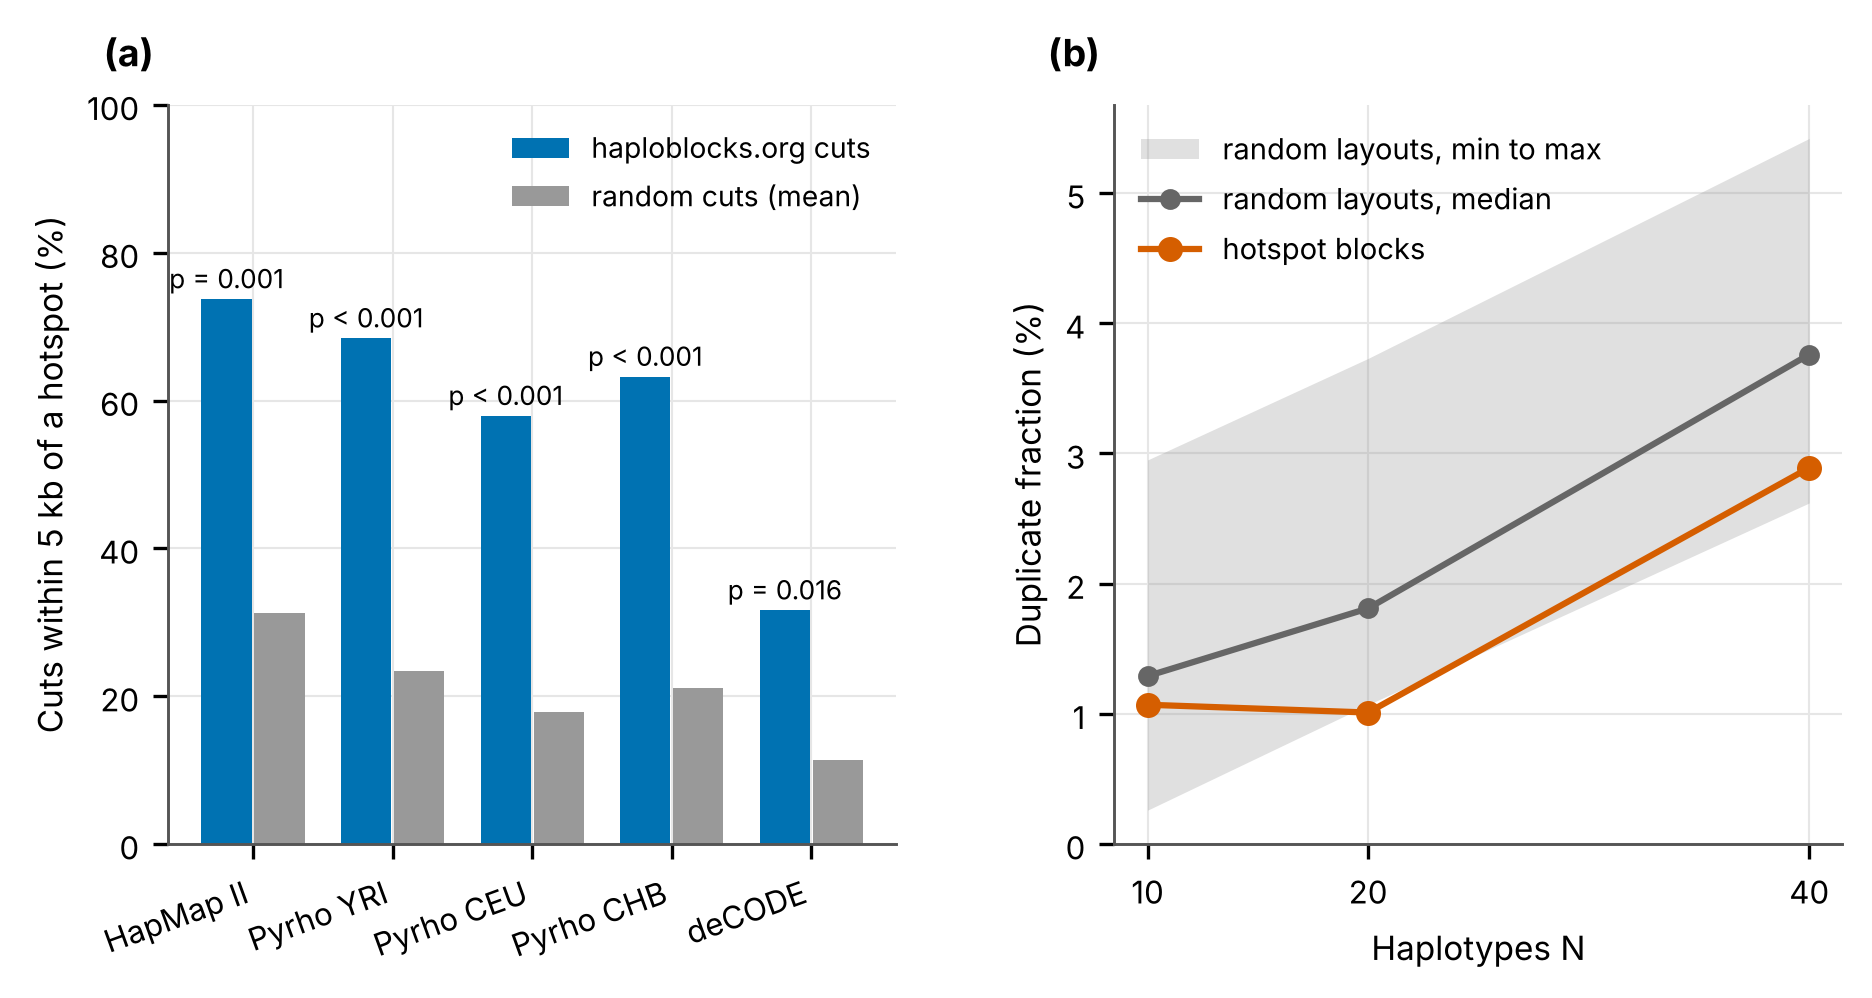 (a)
100
80
60
40
20
0
Cuts within 5 kb of a hotspot (%)
haploblocks.org cuts
random cuts (mean)
p = 0.001
p < 0.001
p < 0.001
p < 0.001
p = 0.016
HapMap II
Pyrho YRI
Pyrho CEU
Pyrho CHB
deCODE
(b)
5
4
3
2
1
0
Duplicate fraction (%)
random layouts, min to max
random layouts, median
hotspot blocks
10
20
40
Haplotypes N